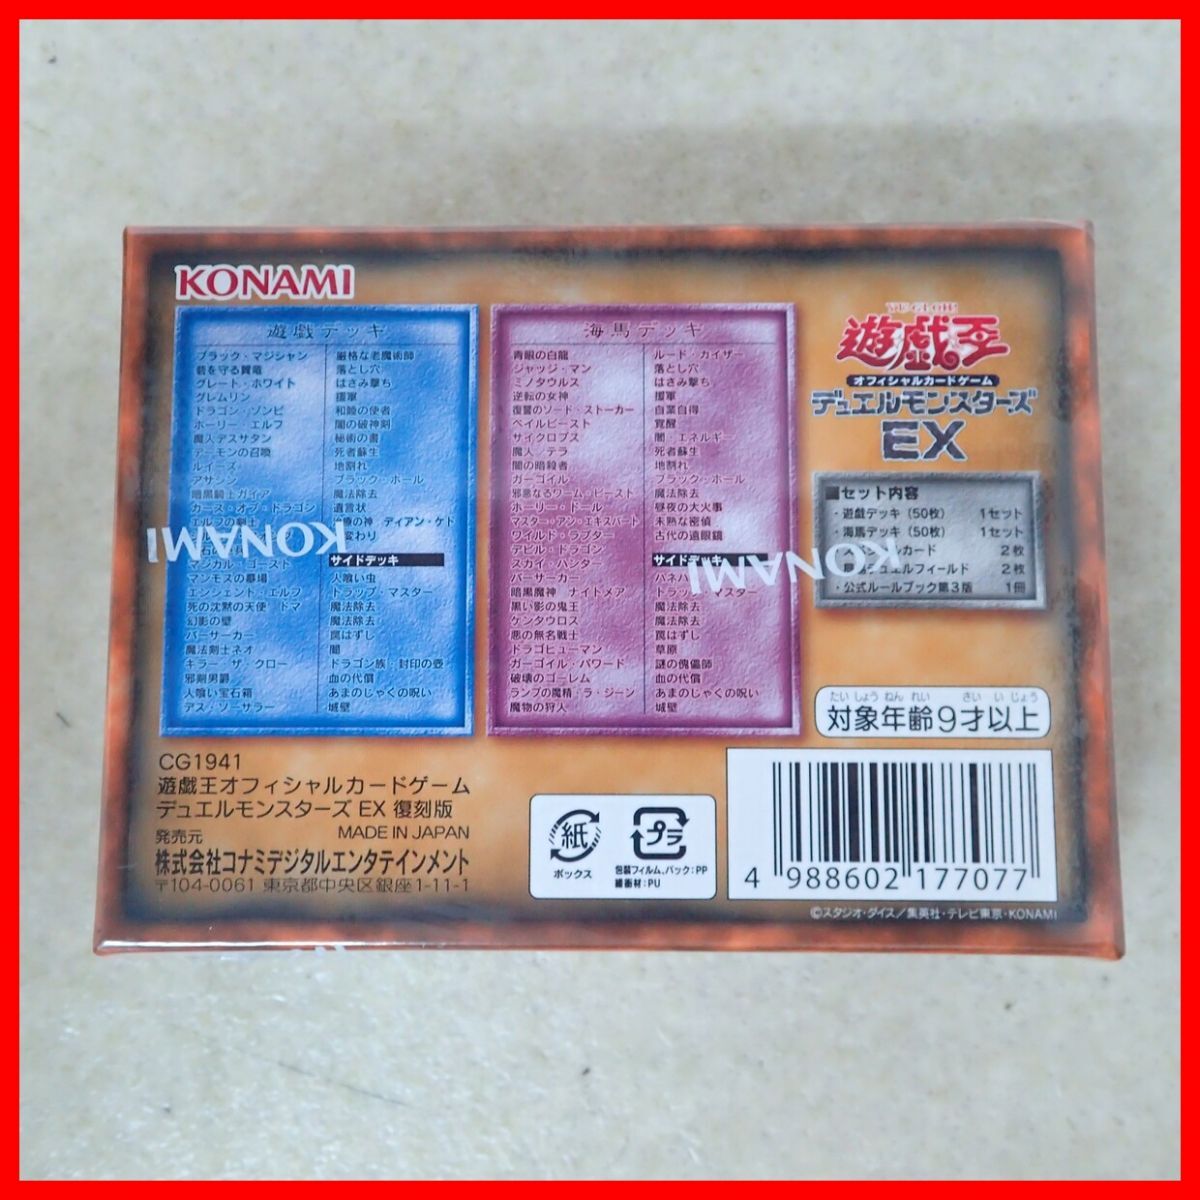 KONAMI
遊戯デッキ
ブラック・マジシャン
砦を守る翼竜
グレート・ホワイト
グレムリン
ドラゴン・ゾンビ
ホーリー・エルフ
魔人デスサタン
デーモンの召喚
ルイーズ
アサシン
暗黒騎士ガイア
カース・オブ・ドラゴン
エルフの剣士
マジカル・ゴースト
マンモスの墓場
エンシェント・エルフ
死の沈黙の天使 ドマ
幻影の壁
バーサーカー
魔法剣士ネオ
キラー・ザ・クロー
邪剣男爵
人喰い宝石箱
デス・ソーサラー
厳格な老魔術師
落とし穴
はさみ撃ち
援軍
和睦の使者
闇の破神剣
秘術の書
死者蘇生
地割れ
ブラック・ホール
魔法除去
遺言状
治療の神 ディアン・ケト
サイドデッキ
人喰い虫
トラップ・マスター
魔法除去
魔法除去
罠はずし
闇
ドラゴン族・封印の壺
血の代償
あまのじゃくの呪い
城壁
海馬デッキ
青眼の白龍
ジャッジ・マン
ミノタウルス
逆転の女神
復讐のソード・ストーカー
ベイルビースト
サイクロプス
魔人 テラ
闇の暗殺者
ガーゴイル
邪悪なるワーム・ビースト
ホーリー・ドール
マスター・アン・エキスパート
ワイルド・ラプター
デビル・ドラゴン
スカイ・ハンター
バーサーカー
暗黒魔神 ナイトメア
黒い影の鬼王
ケンタウロス
悪の無名戦士
ドラゴヒューマン
ガーゴイル・パワード
破壊のゴーレム
ランプの魔精・ラ・ジーン
魔物の狩人
ルード・カイザー
落とし穴
はさみ撃ち
援軍
自業自得
覚醒
闇・エネルギー
死者蘇生
地割れ
ブラック・ホール
魔法除去
昼夜の大火事
未熟な密偵
古代の遠眼鏡
サイドデッキ
トラップ・マスター
魔法除去
魔法除去
罠はずし
草原
謎の傀儡師
血の代償
あまのじゃくの呪い
城壁
KONAMI
KONAMI
YU-GI-OH!
遊戯王
オフィシャルカードゲーム
デュエルモンスターズ
EX
■セット内容
・遊戯デッキ(50枚) 1セット
・海馬デッキ(50枚) 1セット
カード 2枚
デュエルフィールド 2枚
・公式ルールブック第3版 1冊
たいしょうねんれい さいいじょう
対象年齢9才以上
CG1941
遊戯王オフィシャルカードゲーム
デュエルモンスターズ EX 復刻版
MADE IN JAPAN
発売元
株式会社コナミデジタルエンタテインメント
〒104-0061 東京都中央区銀座1-11-1
紙
ボックス
プラ
包装フィルム、パック:PP
緩衝材:PU
4 988602 177077
©スタジオ・ダイス/集英社・テレビ東京・KONAMI